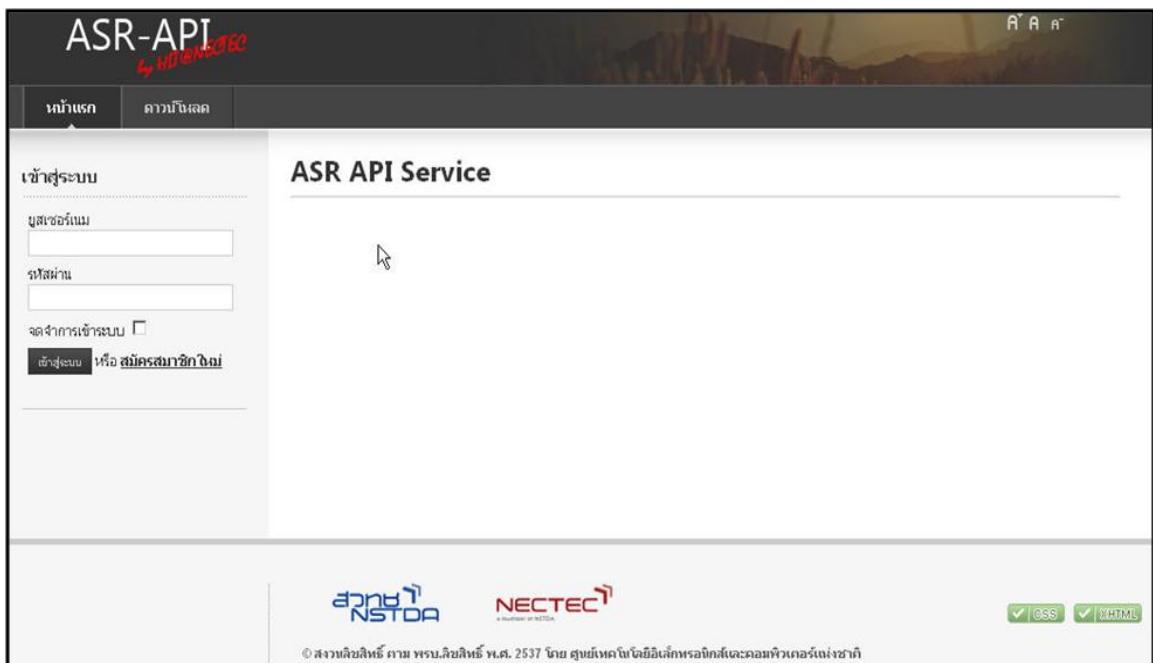 ASR-API
by HLT@NECTEC
A+ A A-
หน้าแรก ดาวน์โหลด
เข้าสู่ระบบ
ยูสเซอร์เนม
รหัสผ่าน
จดจำการเข้าระบบ
เข้าสู่ระบบ หรือ สมัครสมาชิกใหม่
ASR API Service
สวทช NSTDA
NECTEC
a member of NSTDA
CSS XHTML
© สงวนลิขสิทธิ์ ตาม พรบ.ลิขสิทธิ์ พ.ศ. 2537 โดย ศูนย์เทคโนโลยีอิเล็กทรอนิกส์และคอมพิวเตอร์แห่งชาติ